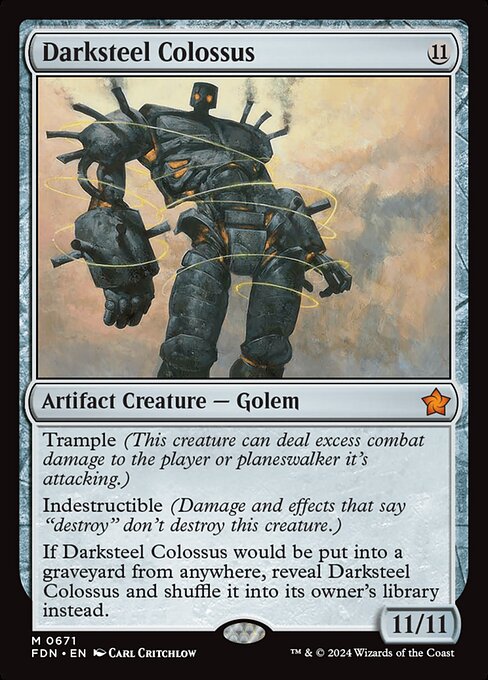 Darksteel Colossus 11
Artifact Creature — Golem
Trample (This creature can deal excess combat
damage to the player or planeswalker it's
attacking.)
Indestructible (Damage and effects that say
“destroy” don't destroy this creature.)
If Darksteel Colossus would be put into a
graveyard from anywhere, reveal Darksteel
Colossus and shuffle it into its owner's library
instead.
11/11
M 0671
FDN • EN Carl Critchlow
™ & © 2024 Wizards of the Coast